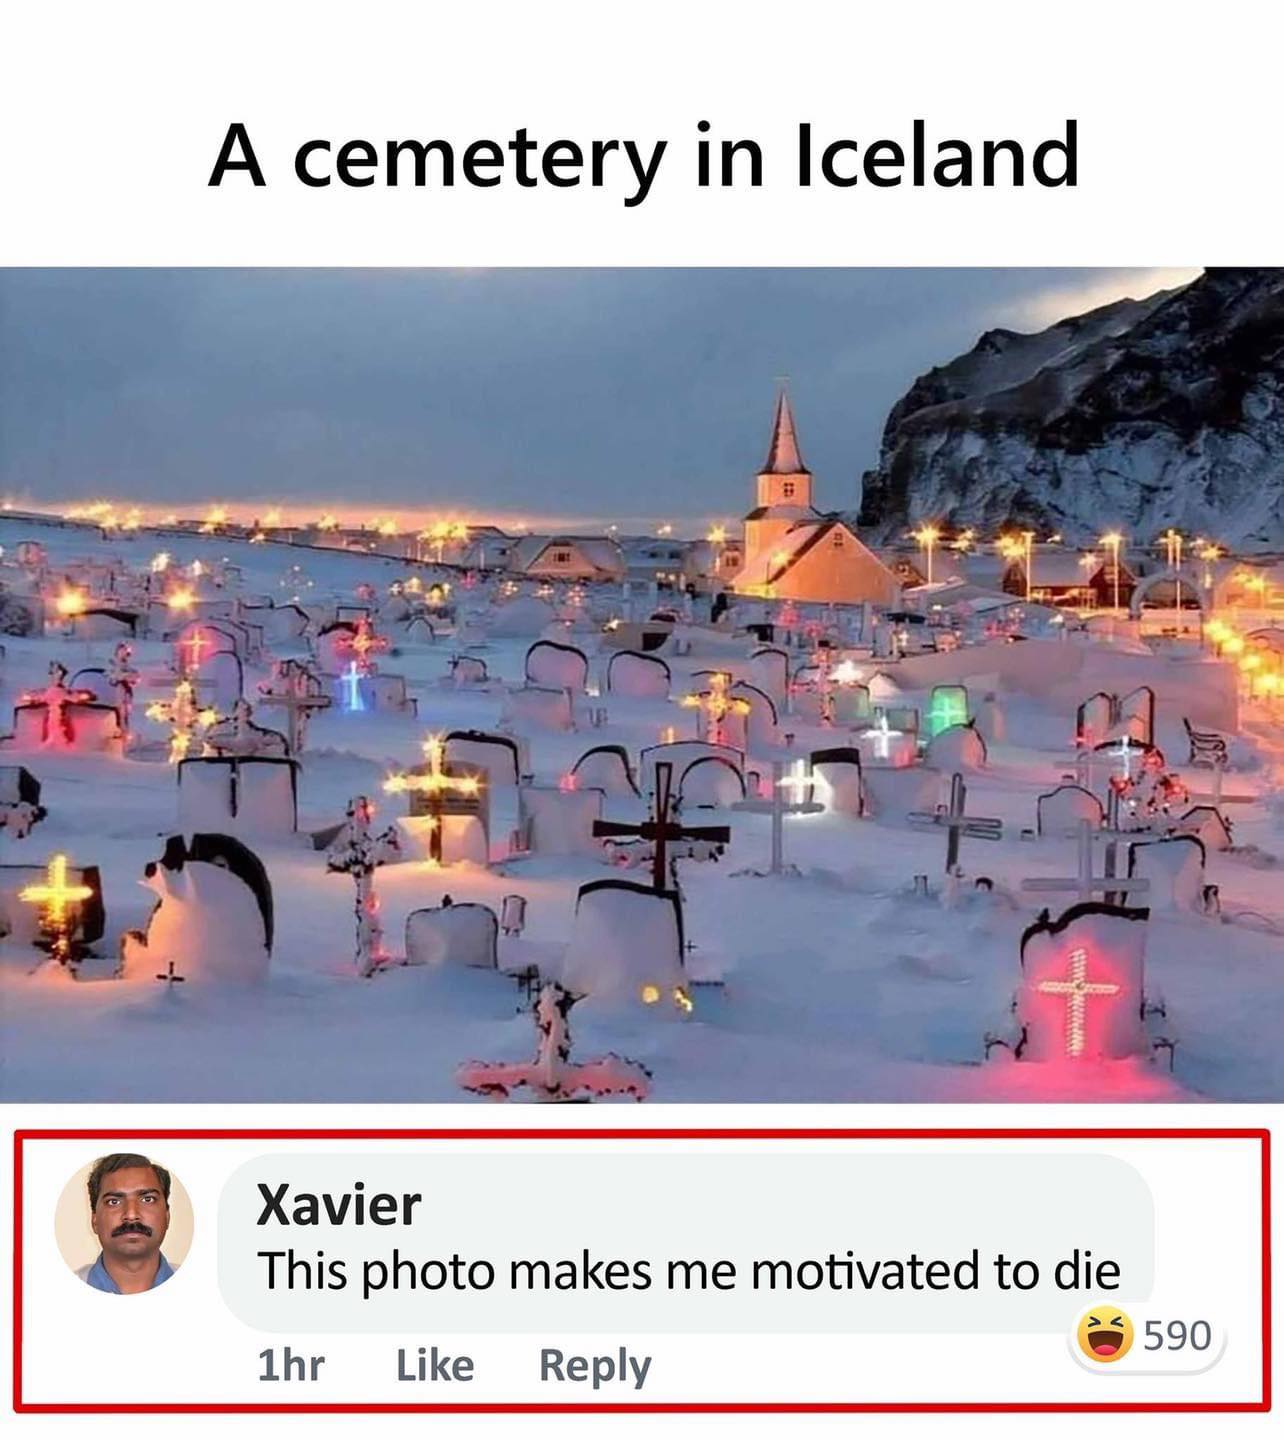 A cemetery in Iceland
Xavier
This photo makes me motivated to die
590
1hr Like Reply